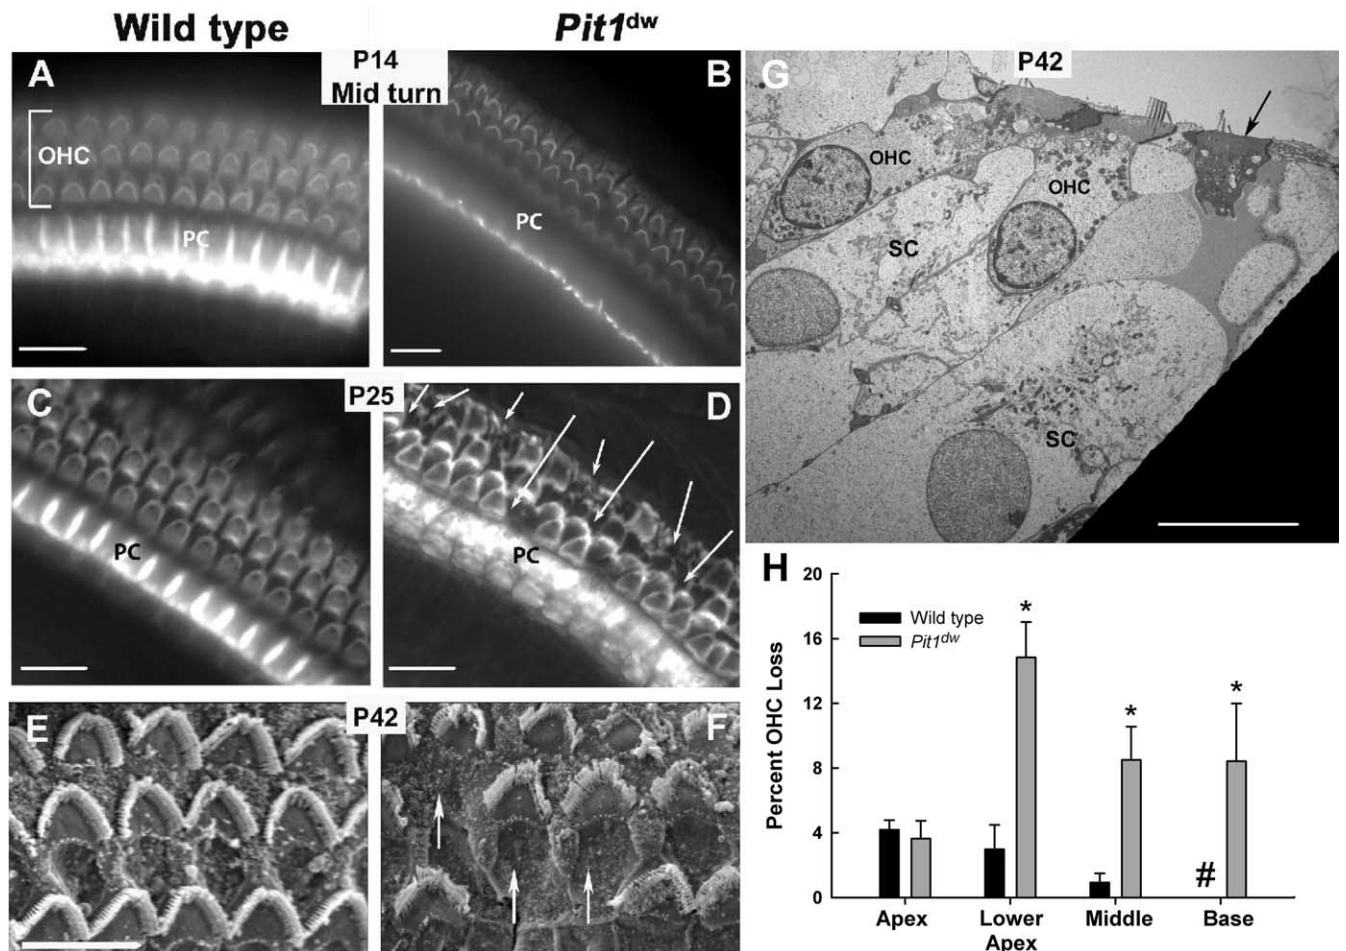 Wild type
Pit1dw
A
P14
Mid turn
B
OHC
PC
PC
G
P42
OHC
OHC
SC
SC
C
P25
D
PC
PC
E
P42
F
H
20
16
12
8
4
0
Percent OHC Loss
Wild type
Pit1dw
*
*
*
#
Apex
Lower
Apex
Middle
Base